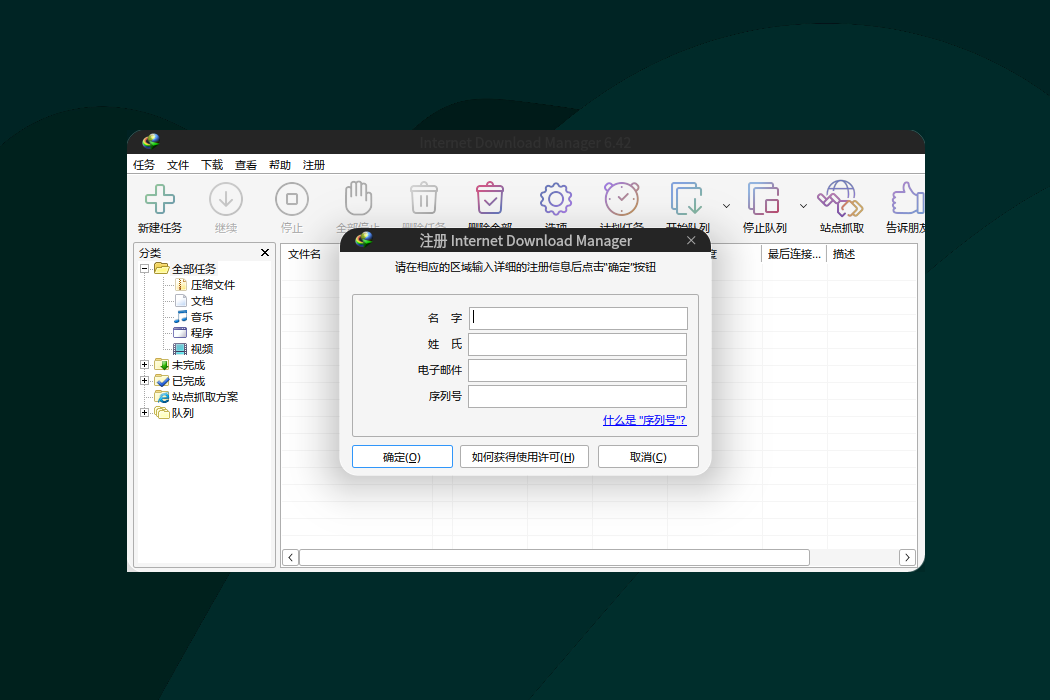 Internet Download Manager 6.42
任务 文件 下载 查看 帮助 注册
新建任务 继续 停止 全部停止 删除任务 删除全部 选项 计划任务 开始队列 停止队列 站点抓取 告诉朋友
分类
全部任务
压缩文件
文档
音乐
程序
视频
未完成
已完成
站点抓取方案
队列
文件名 度 最后连接... 描述
注册 Internet Download Manager
请在相应的区域输入详细的注册信息后点击"确定"按钮
名 字
姓 氏
电子邮件
序列号
什么是 "序列号"?
确定(O) 如何获得使用许可(H) 取消(C)